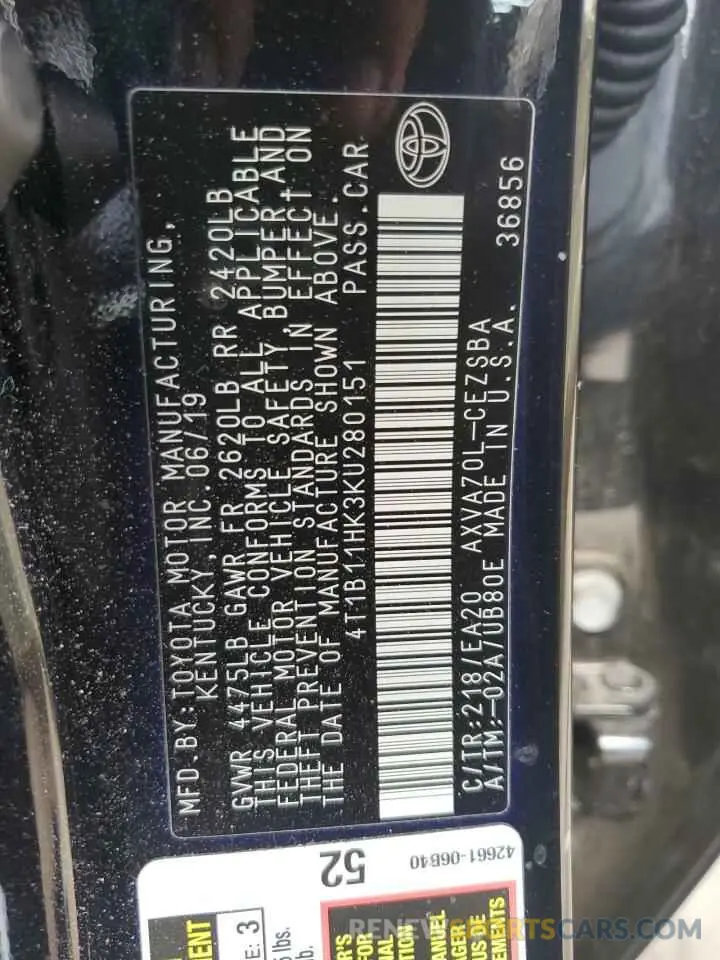 MFD. BY: TOYOTA MOTOR MANUFACTURING,
KENTUCKY, INC. 06/19
GVWR 4475LB GAWR FR 2620LB RR 2420LB
THIS VEHICLE CONFORMS TO ALL APPLICABLE
FEDERAL MOTOR VEHICLE SAFETY, BUMPER AND
THEFT PREVENTION STANDARDS IN EFFECT ON
THE DATE OF MANUFACTURE SHOWN ABOVE.
4T1B11HK3KU280151 PASS.CAR
C/TR:218/EA20 AXVA70L-CEZSBA
A/TM:-02A/UB80E MADE IN U.S.A. 36856
52
42661-06B40
E: 3
lbs.
RENEWSPORTSCARS.COM